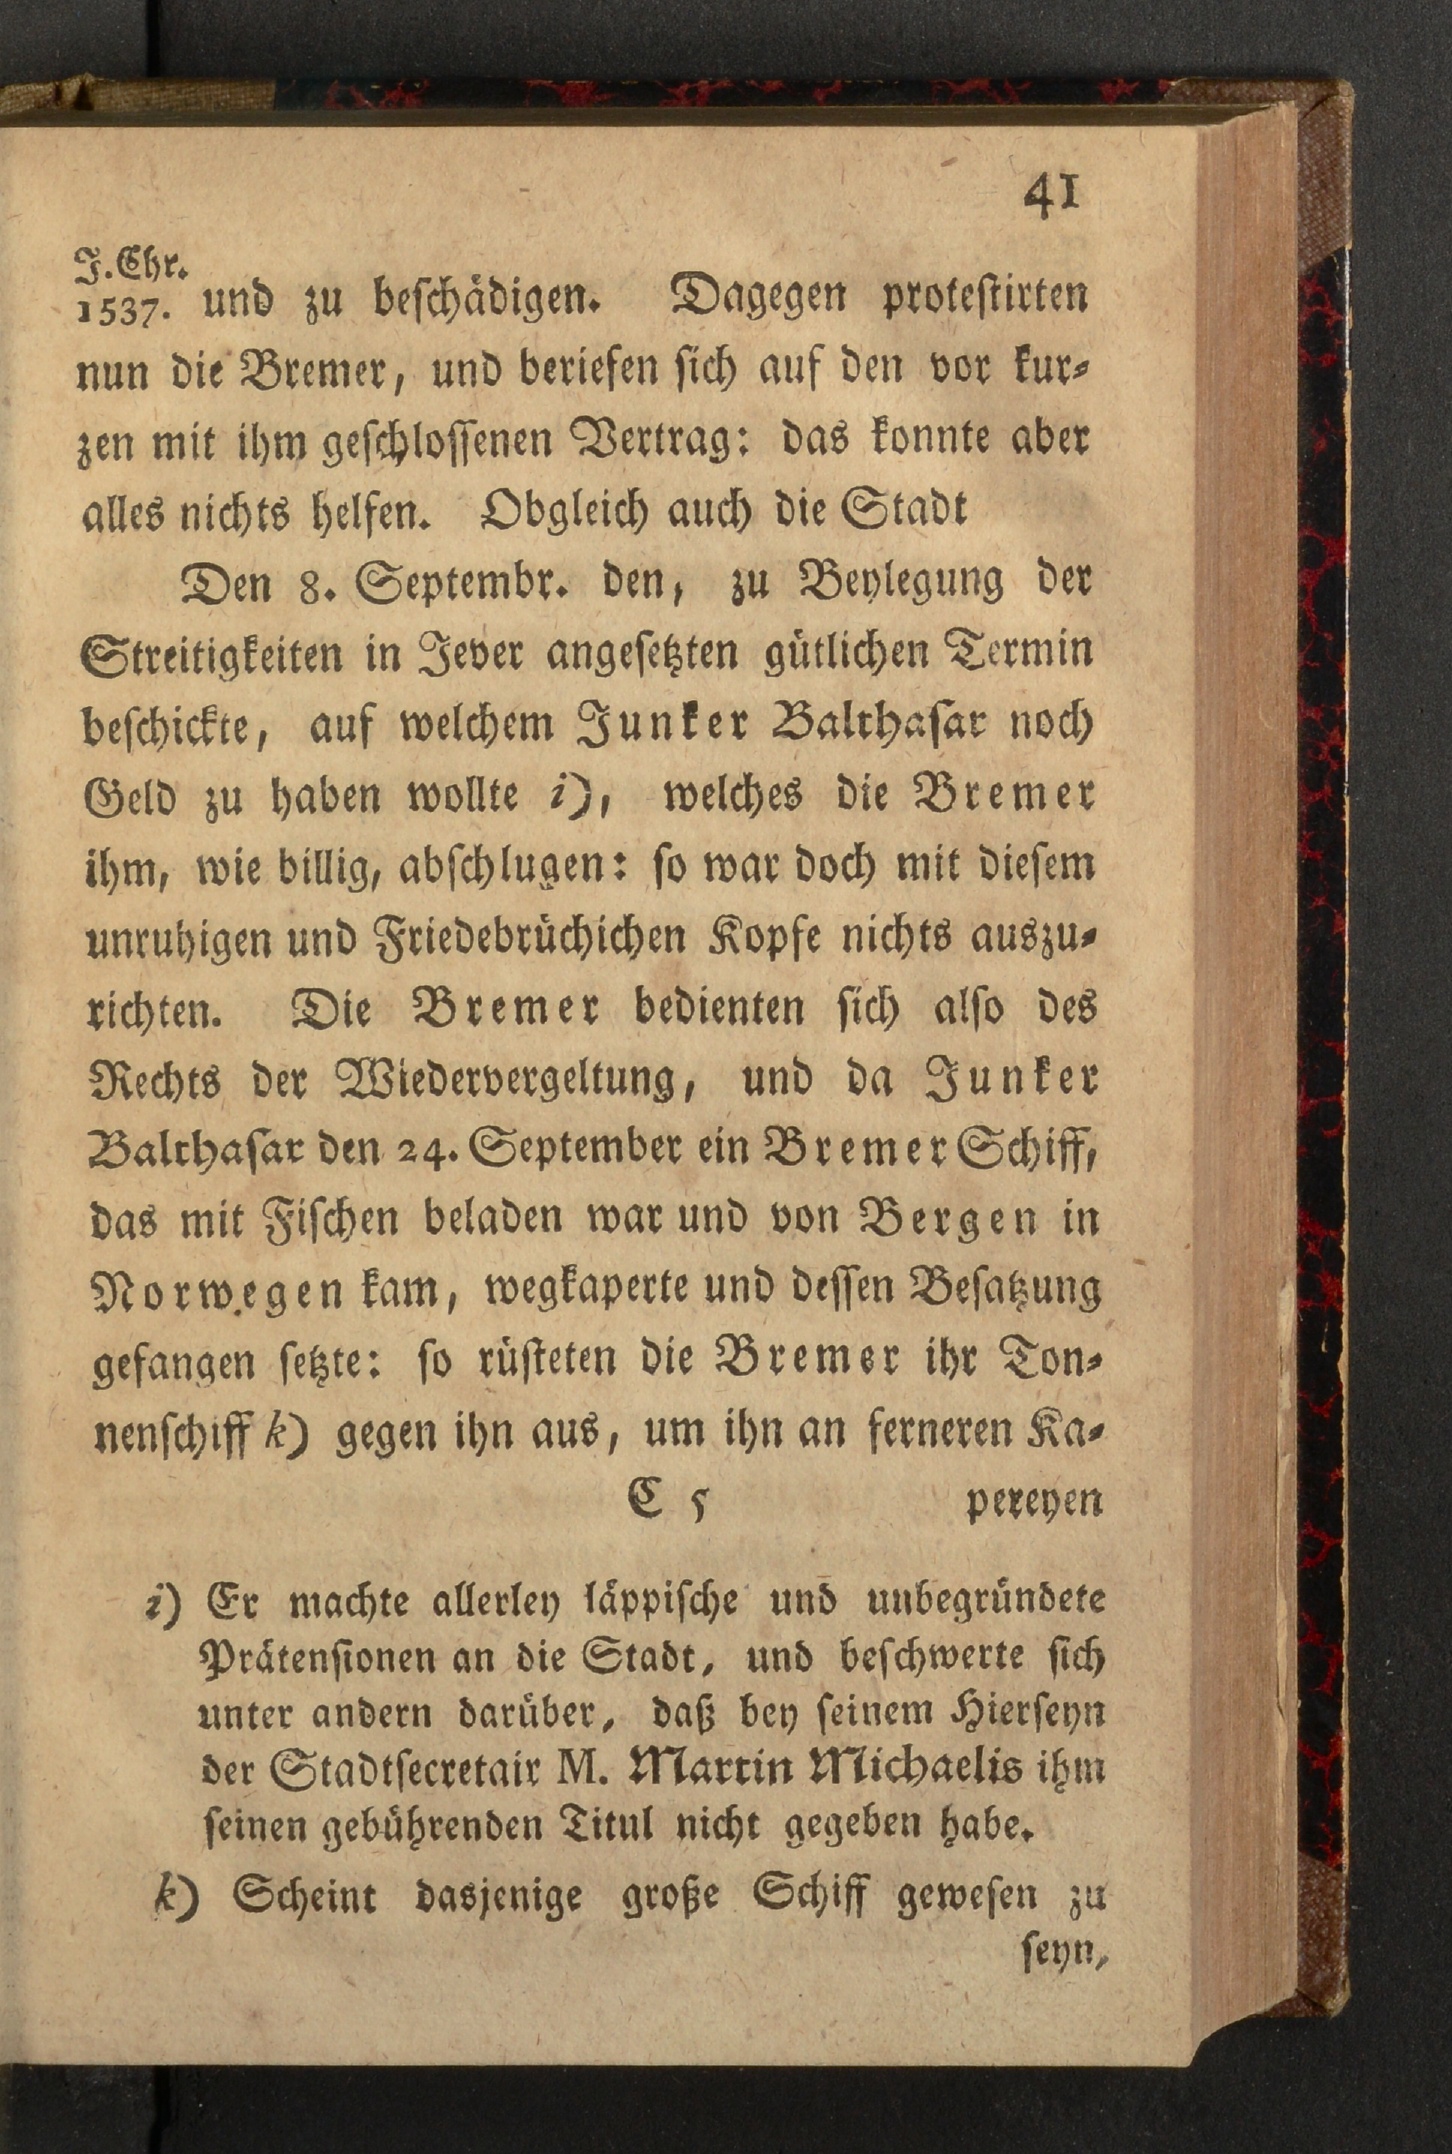 41
J. Chr.
1537. und zu beschädigen. Dagegen protestirten
nun die Bremer, und beriefen sich auf den vor kur-
zen mit ihm geschlossenen Vertrag: das konnte aber
alles nichts helfen. Obgleich auch die Stadt
Den 8. Septembr. den, zu Beylegung der
Streitigkeiten in Jever angesetzten gütlichen Termin
beschickte, auf welchem Junker Balthasar noch
Geld zu haben wollte i), welches die Bremer
ihm, wie billig, abschlugen: so war doch mit diesem
unruhigen und Friedebrüchichen Kopfe nichts auszu-
richten. Die Bremer bedienten sich also des
Rechts der Wiedervergeltung, und da Junker
Balthasar den 24. September ein Bremer Schiff,
das mit Fischen beladen war und von Bergen in
Norwegen kam, wegkaperte und dessen Besatzung
gefangen setzte: so rüsteten die Bremer ihr Ton-
nenschiff k) gegen ihn aus, um ihn an ferneren Ka-
C 5 pereyen
i) Er machte allerley läppische und unbegründete
Prätensionen an die Stadt, und beschwerte sich
unter andern darüber, daß bey seinem Hierseyn
der Stadtsecretair M. Martin Michaelis ihm
seinen gebührenden Titul nicht gegeben habe.
k) Scheint dasjenige große Schiff gewesen zu
seyn,